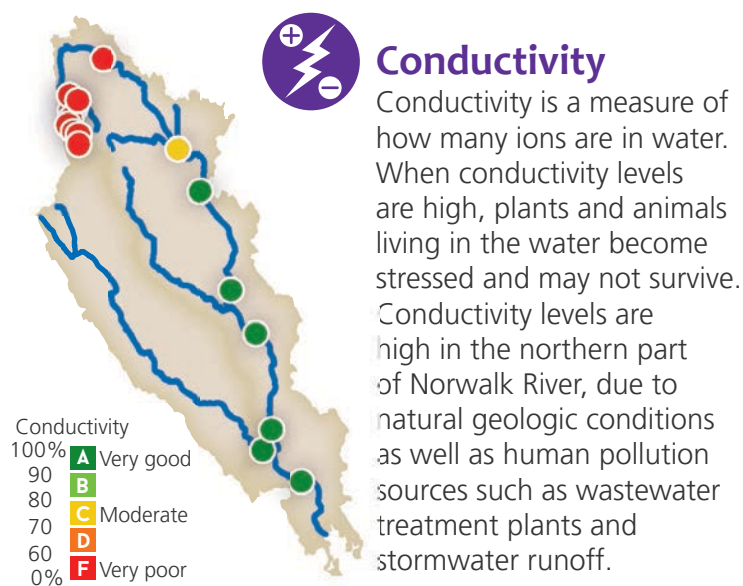 Conductivity
Conductivity is a measure of
how many ions are in water.
When conductivity levels
are high, plants and animals
living in the water become
stressed and may not survive.
Conductivity levels are
high in the northern part
of Norwalk River, due to
natural geologic conditions
as well as human pollution
sources such as wastewater
treatment plants and
stormwater runoff.
Conductivity
100%
A Very good
90
B
80
C Moderate
70
D
60
F Very poor
0%